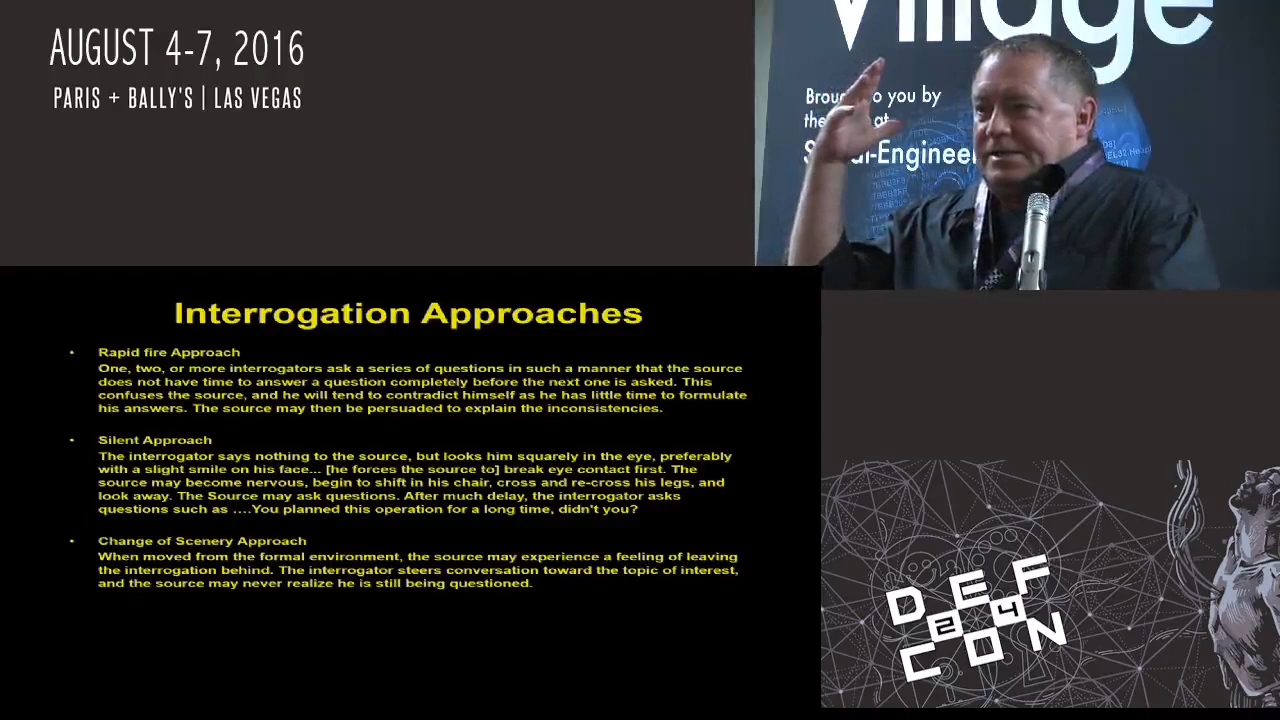 AUGUST 4-7, 2016
PARIS + BALLY'S | LAS VEGAS
Village
you by
the
Interrogation Approaches
• Rapid fire Approach
One, two, or more interrogators ask a series of questions in such a manner that the source
does not have time to answer a question completely before the next one is asked. This
confuses the source, and he will tend to contradict himself as he has little time to formulate
his answers. The source may then be persuaded to explain the inconsistencies.
• Silent Approach
The interrogator says nothing to the source, but looks him squarely in the eye, preferably
with a slight smile on his face... [he forces the source to] break eye contact first. The
source may become nervous, begin to shift in his chair, cross and re-cross his legs, and
look away. The Source may ask questions. After much delay, the interrogator asks
questions such as ….You planned this operation for a long time, didn't you?
• Change of Scenery Approach
When moved from the formal environment, the source may experience a feeling of leaving
the interrogation behind. The interrogator steers conversation toward the topic of interest,
and the source may never realize he is still being questioned.
DEF
24
CON